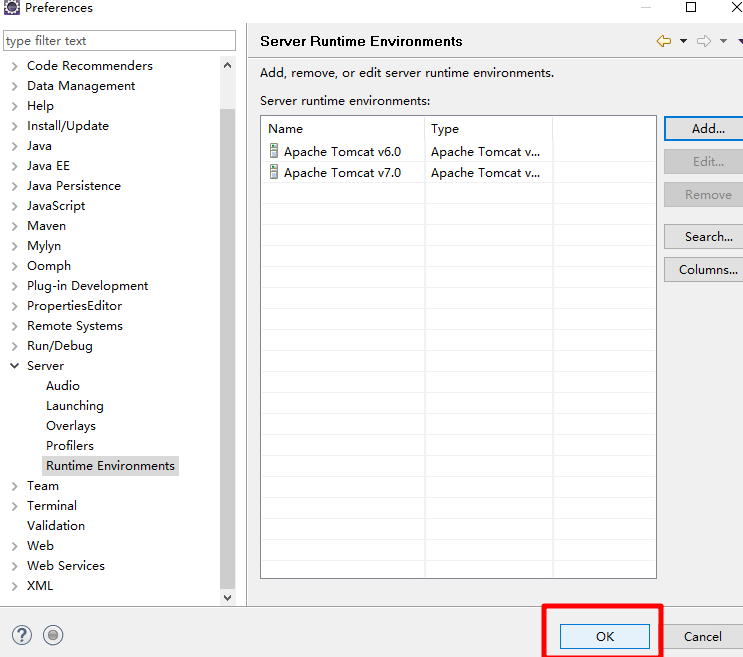 Preferences
type filter text
Code Recommenders
Data Management
Help
Install/Update
Java
Java EE
Java Persistence
JavaScript
Maven
Mylyn
Oomph
Plug-in Development
PropertiesEditor
Remote Systems
Run/Debug
Server
Audio
Launching
Overlays
Profilers
Runtime Environments
Team
Terminal
Validation
Web
Web Services
XML
Server Runtime Environments
Add, remove, or edit server runtime environments.
Server runtime environments:
Name Type
Apache Tomcat v6.0 Apache Tomcat v...
Apache Tomcat v7.0 Apache Tomcat v...
Add...
Edit...
Remove
Search...
Columns...
?
OK
Cancel